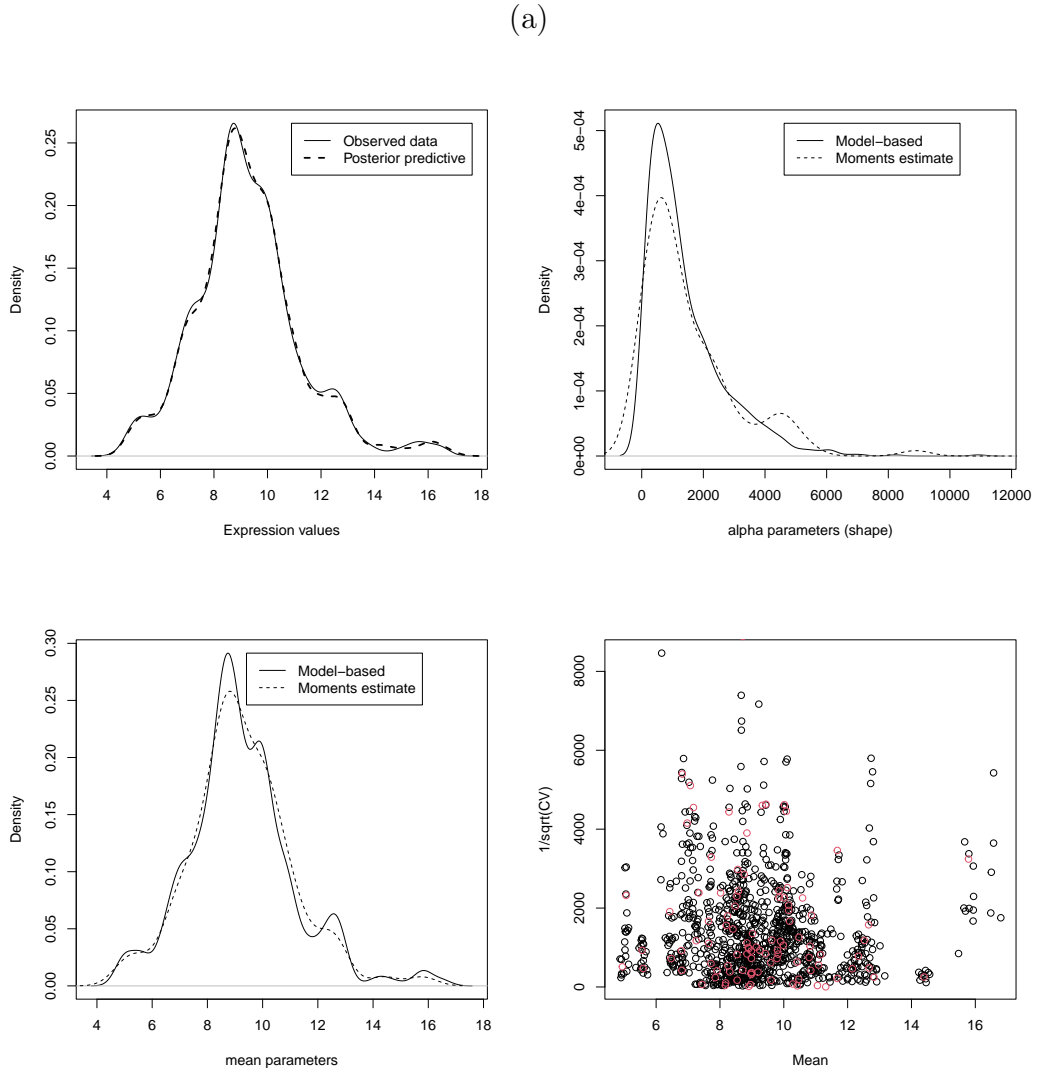 (a)
Observed data
Posterior predictive
Density
0.00 0.05 0.10 0.15 0.20 0.25
4 6 8 10 12 14 16 18
Expression values
Model−based
Moments estimate
Density
0e+00 1e−04 2e−04 3e−04 4e−04 5e−04
0 2000 4000 6000 8000 10000 12000
alpha parameters (shape)
Model−based
Moments estimate
Density
0.00 0.05 0.10 0.15 0.20 0.25 0.30
4 6 8 10 12 14 16 18
mean parameters
1/sqrt(CV)
0 2000 4000 6000 8000
6 8 10 12 14 16
Mean